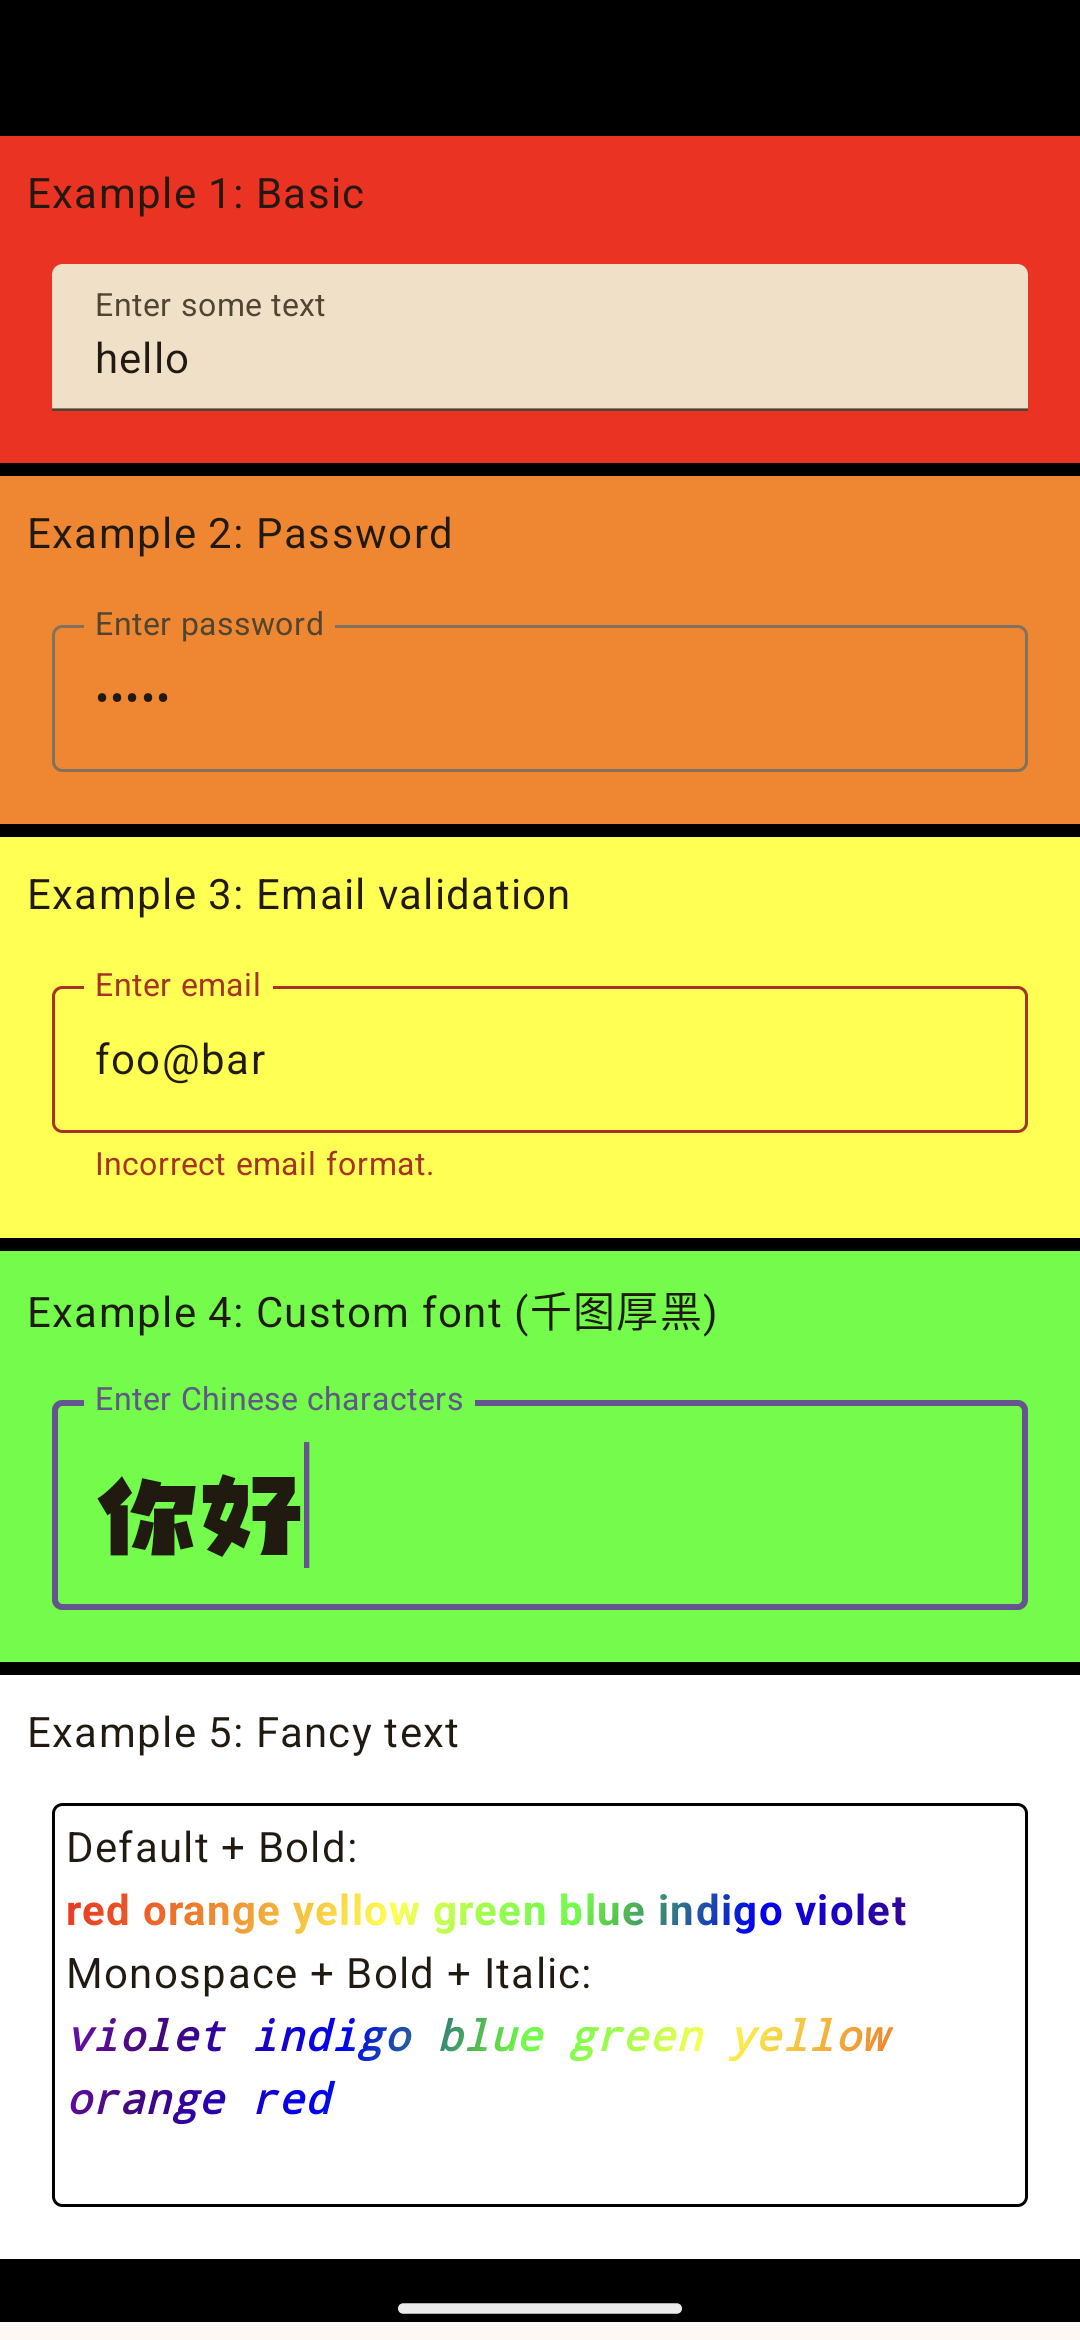 Example 1: Basic
Enter some text
hello
Example 2: Password
Enter password
•••••
Example 3: Email validation
Enter email
foo@bar
Incorrect email format.
Example 4: Custom font (千图厚黑)
Enter Chinese characters
你好
Example 5: Fancy text
Default + Bold:
red orange yellow green blue indigo violet
Monospace + Bold + Italic:
violet indigo blue green yellow
orange red